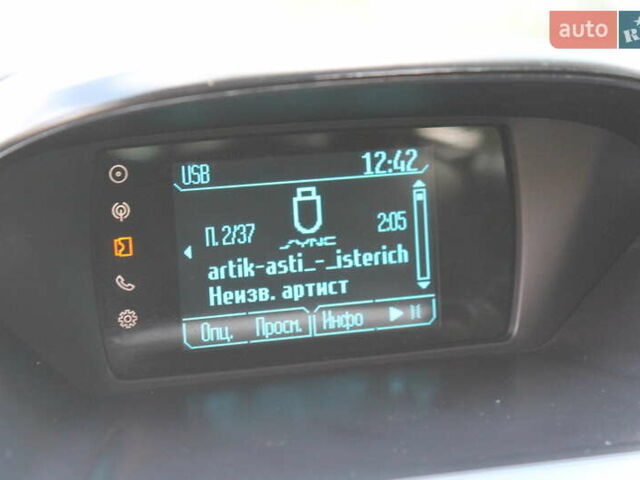 auto
USB 12:42
П. 2/37 2:05
SYNC
artik-asti_-_isterich
Неизв. артист
Опц. Просм. Инфо